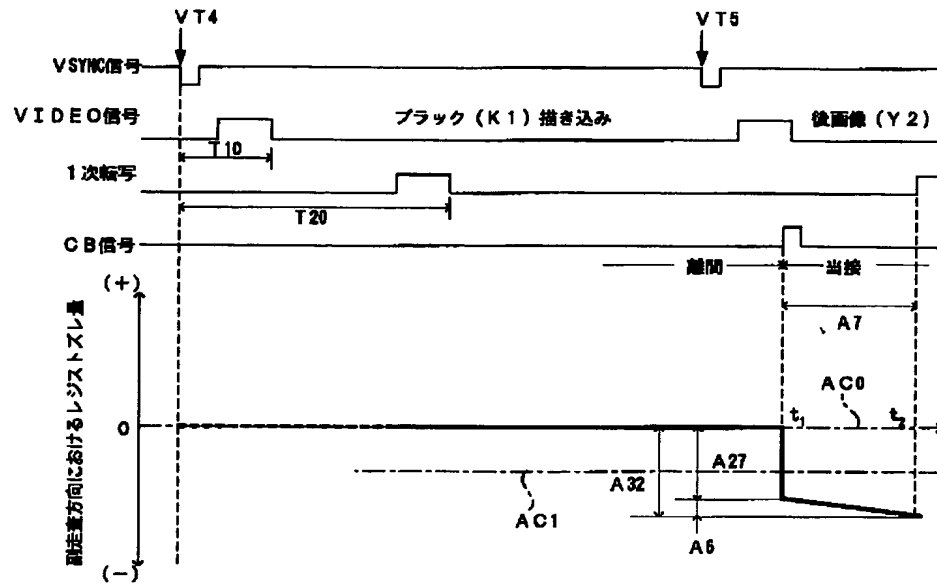 VT4
VT5
VSYNC信号
VIDEO信号
ブラック(K1)描き込み
後画像(Y2)
T10
1次転写
T20
CB信号
離間
当接
(+)
A7
副走査方向におけるレジストズレ量
AC0
t₁
t₂
0
A27
A32
AC1
A6
(−)